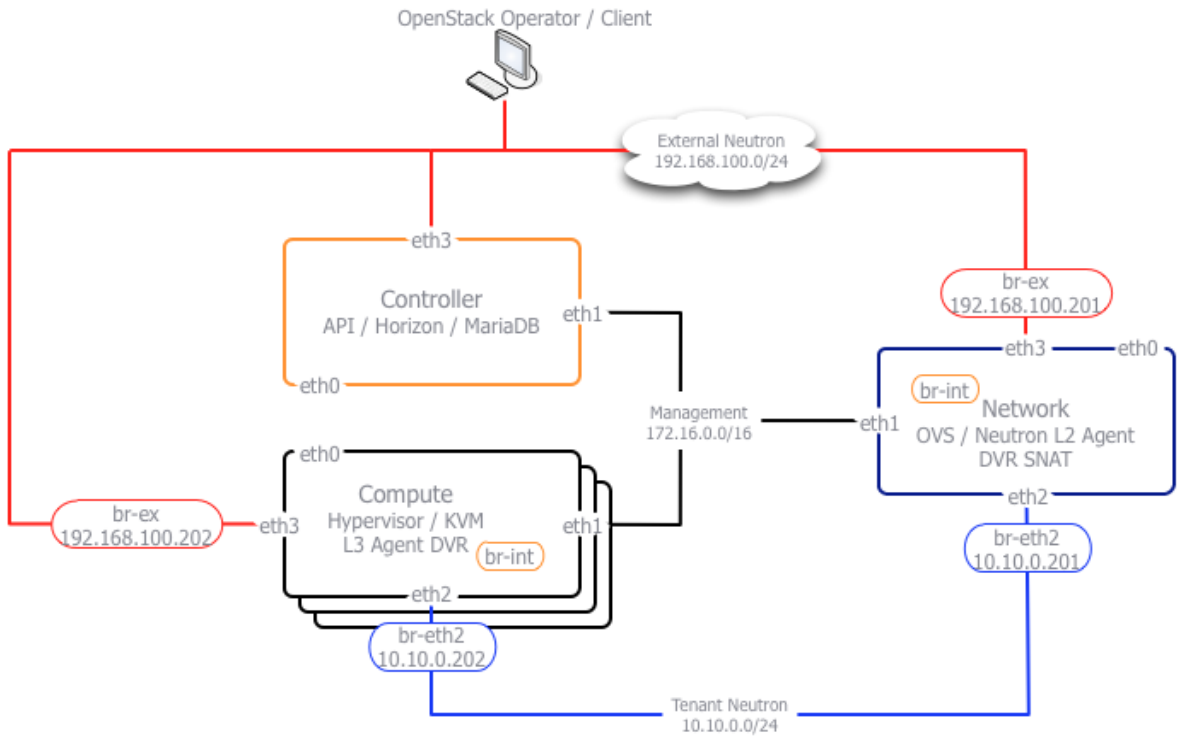 OpenStack Operator / Client
External Neutron
192.168.100.0/24
eth3
Controller
API / Horizon / MariaDB
eth1
eth0
br-ex
192.168.100.201
eth3
eth0
br-int
Network
OVS / Neutron L2 Agent
DVR SNAT
eth1
eth2
Management
172.16.0.0/16
eth0
Compute
Hypervisor / KVM
L3 Agent DVR
br-int
eth3
eth1
eth2
br-ex
192.168.100.202
br-eth2
10.10.0.201
br-eth2
10.10.0.202
Tenant Neutron
10.10.0.0/24